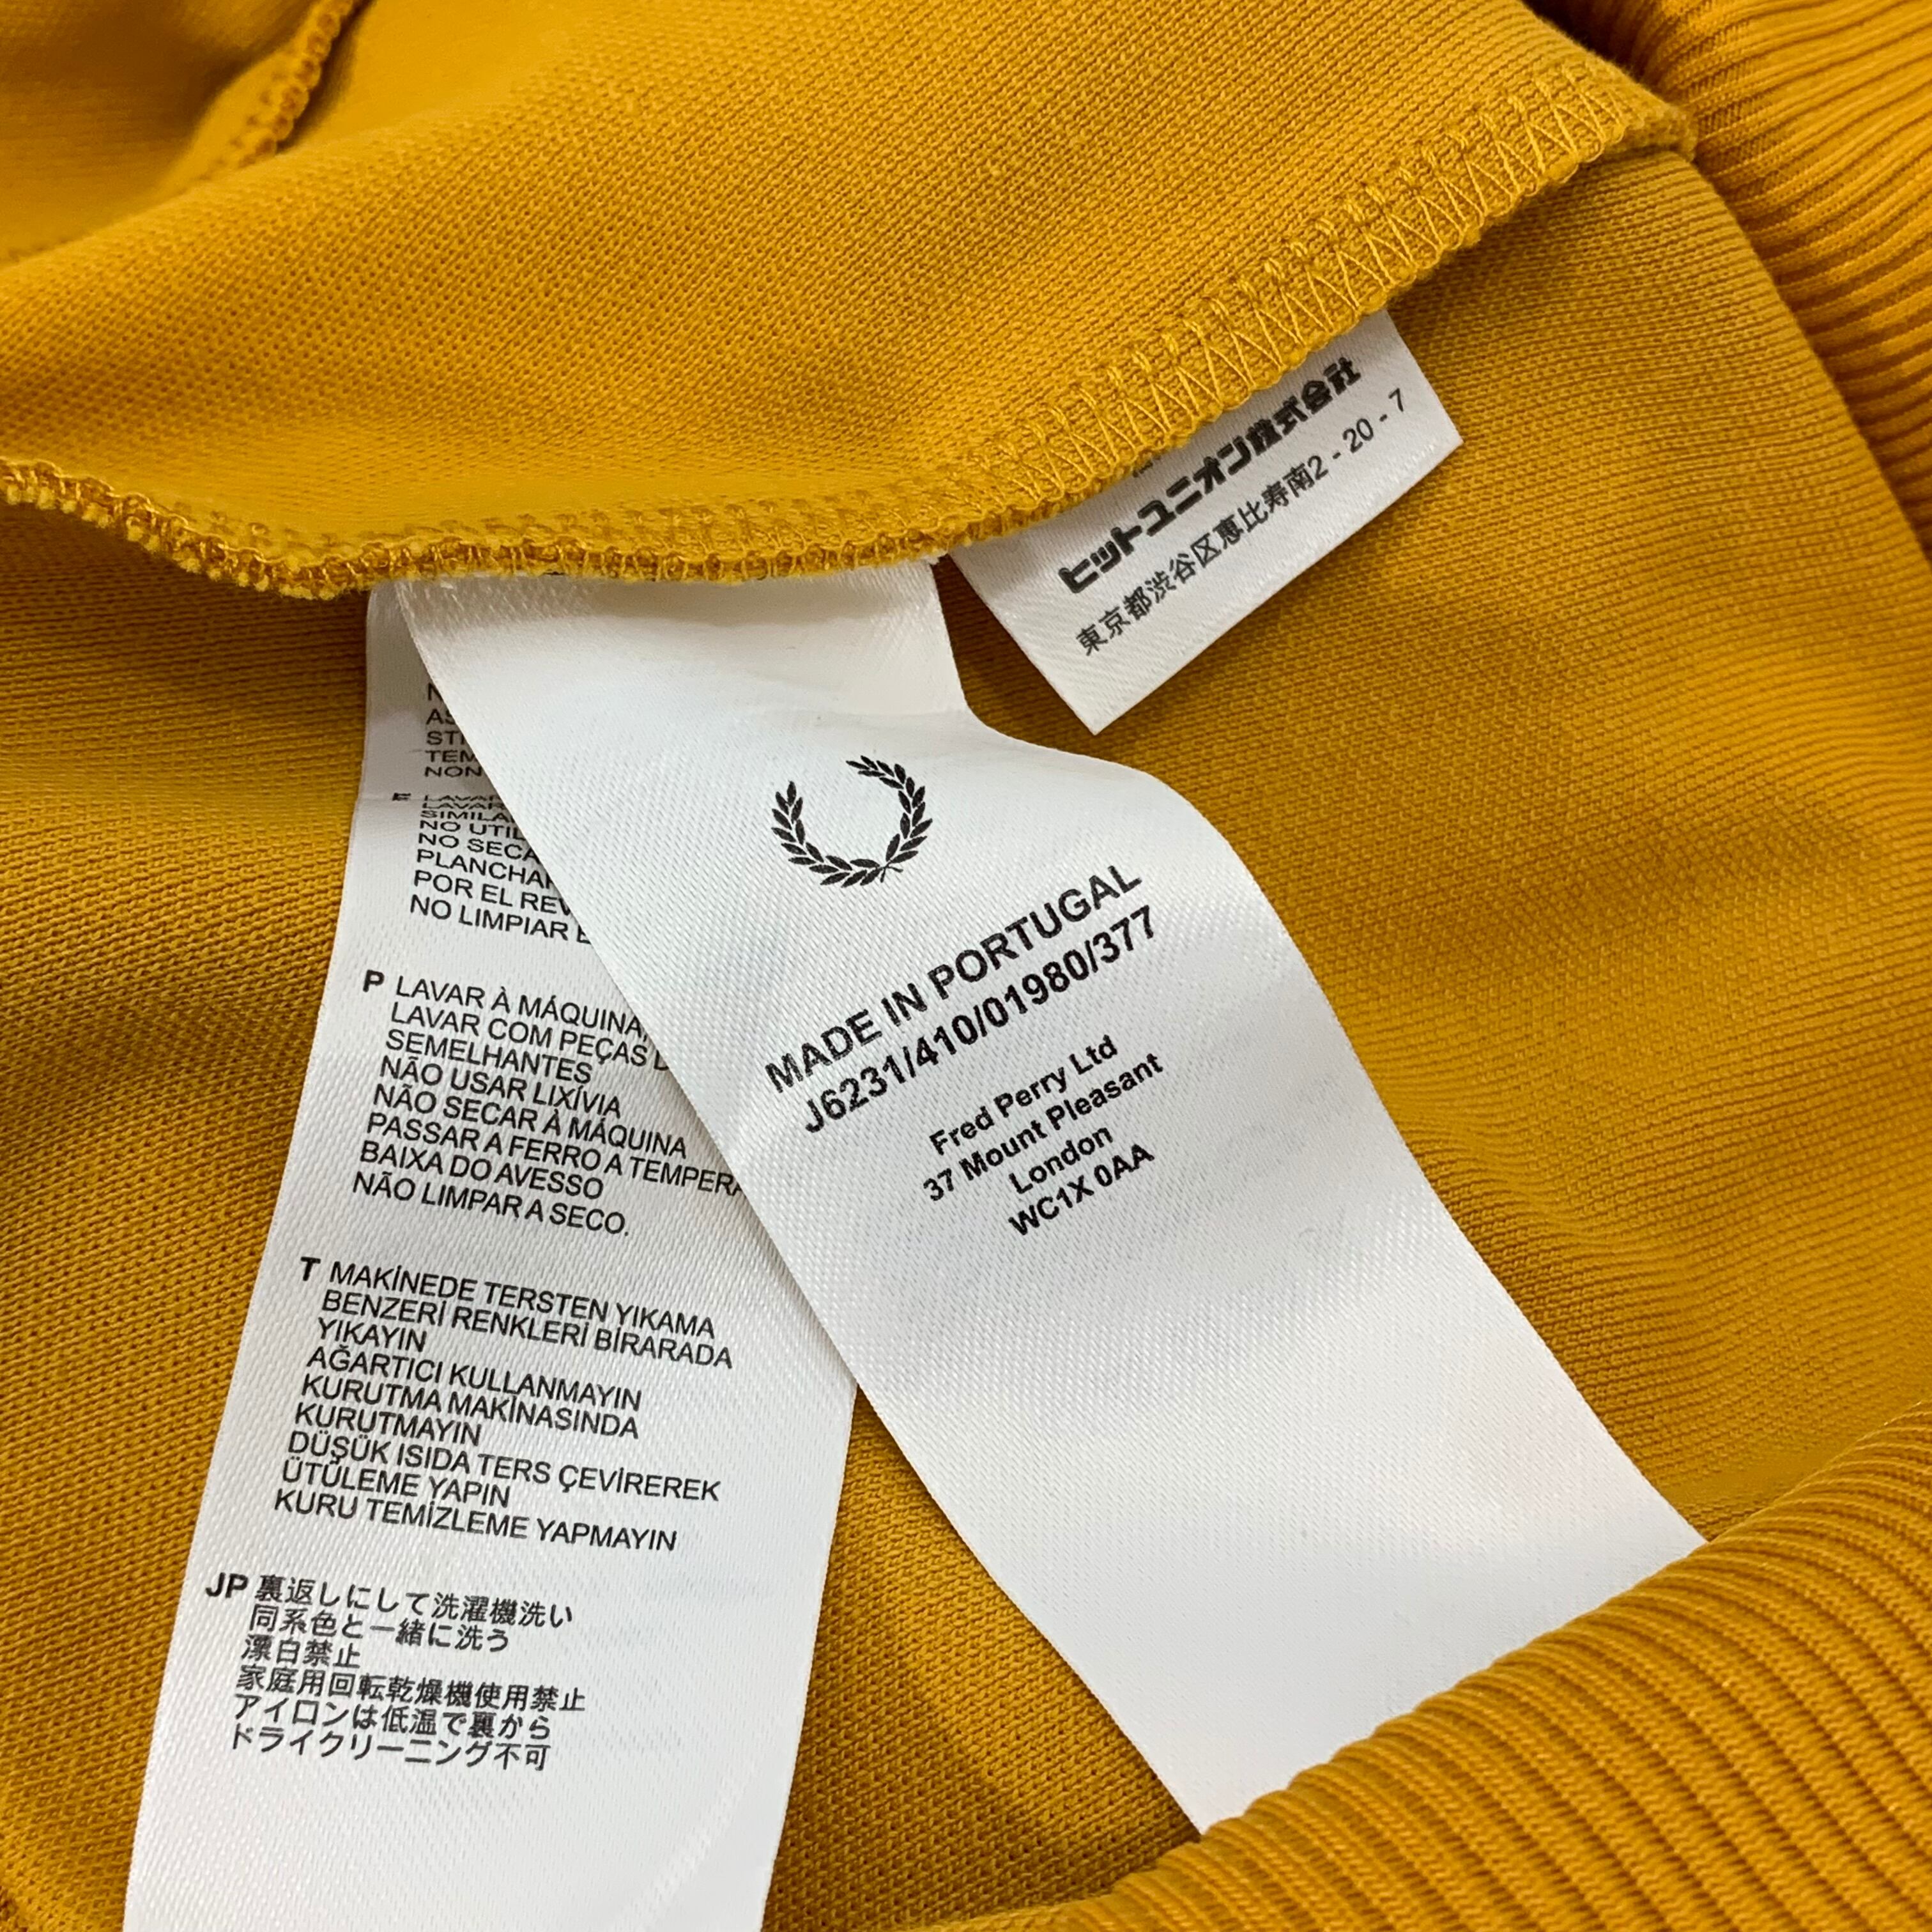 ヒットユニオン株式会社
東京都渋谷区恵比寿南2-20-7
STI
TEM
NON
E LAVAR
LAVAR
SIMILA
NO UTIL
NO SECA
PLANCHAR
POR EL REV
NO LIMPIAR E
P LAVAR À MÁQUINA,
LAVAR COM PEÇAS D
SEMELHANTES
NÃO USAR LIXÍVIA
NÃO SECAR À MÁQUINA
PASSAR A FERRO A TEMPERA
BAIXA DO AVESSO
NÃO LIMPAR A SECO.
T MAKİNEDE TERSTEN YIKAMA
BENZERİ RENKLERİ BİRARADA
YIKAYIN
AĞARTICI KULLANMAYIN
KURUTMA MAKİNASINDA
KURUTMAYIN
DÜŞÜK ISIDA TERS ÇEVİREREK
ÜTÜLEME YAPIN
KURU TEMİZLEME YAPMAYIN
JP 裏返しにして洗濯機洗い
同系色と一緒に洗う
漂白禁止
家庭用回転乾燥機使用禁止
アイロンは低温で裏から
ドライクリーニング不可
MADE IN PORTUGAL
J6231/410/01980/377
Fred Perry Ltd
37 Mount Pleasant
London
WC1X 0AA